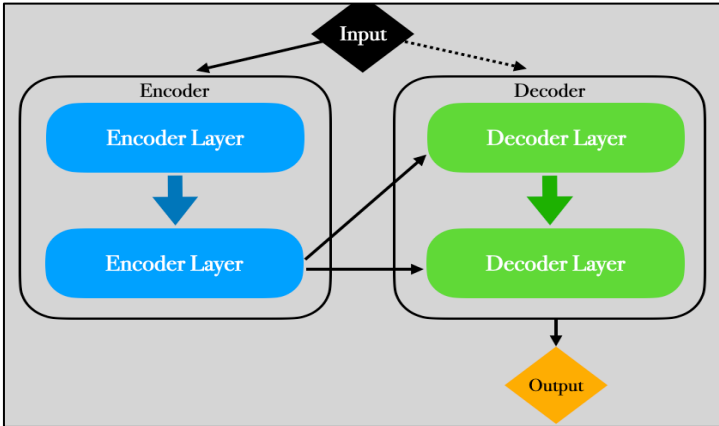 Input
Encoder
Decoder
Encoder Layer
Decoder Layer
Encoder Layer
Decoder Layer
Output